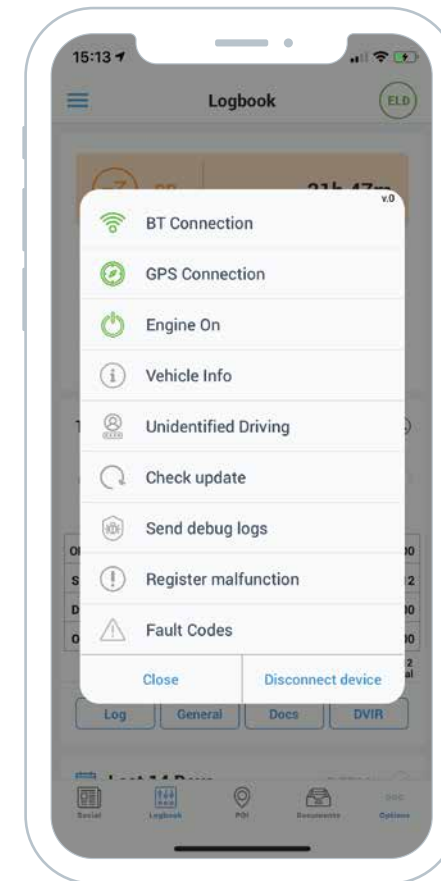 15:13
Logbook
ELD
v.0
BT Connection
GPS Connection
Engine On
Vehicle Info
Unidentified Driving
Check update
Send debug logs
Register malfunction
Fault Codes
Close Disconnect device
Log General Docs DVIR
Social Logbook POI Documents Options